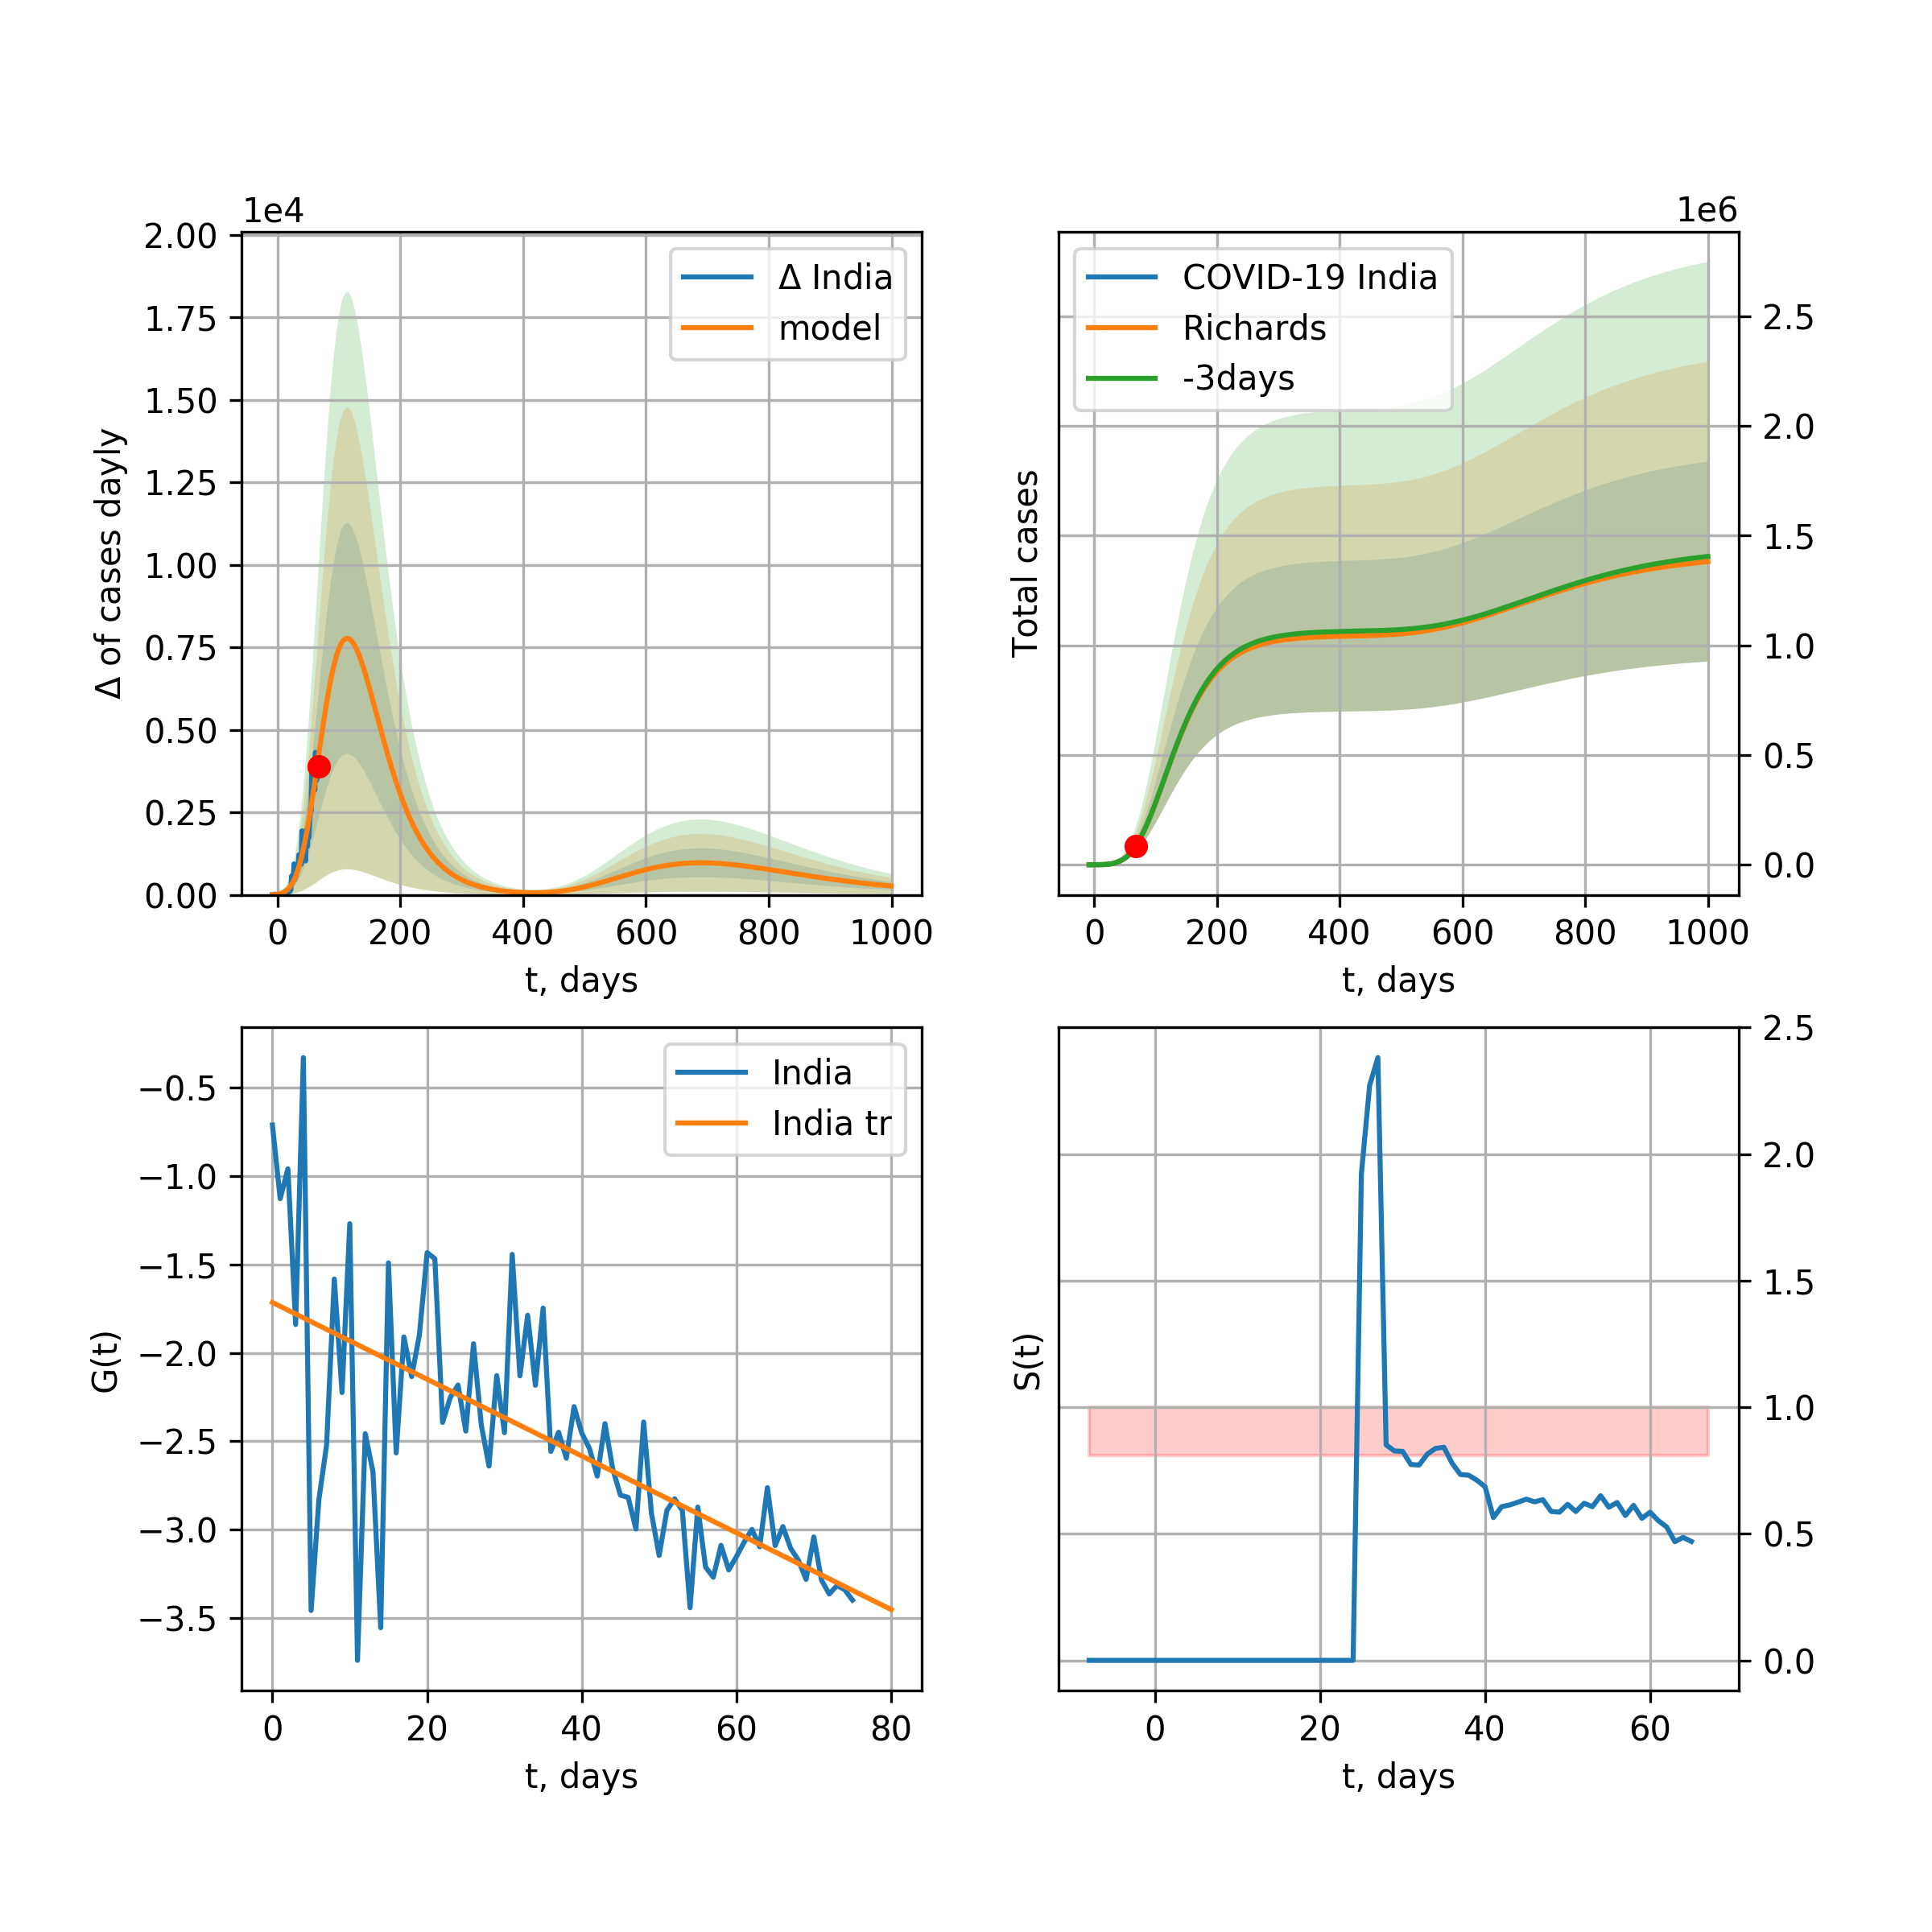 1e4
2.00
1.75
1.50
1.25
1.00
0.75
0.50
0.25
0.00
Δ of cases dayly
Δ India
model
0 200 400 600 800 1000
t, days
1e6
COVID-19 India
Richards
-3days
Total cases
2.5
2.0
1.5
1.0
0.5
0.0
0 200 400 600 800 1000
t, days
−0.5
−1.0
−1.5
−2.0
−2.5
−3.0
−3.5
G(t)
India
India tr
0 20 40 60 80
t, days
S(t)
2.5
2.0
1.5
1.0
0.5
0.0
0 20 40 60
t, days